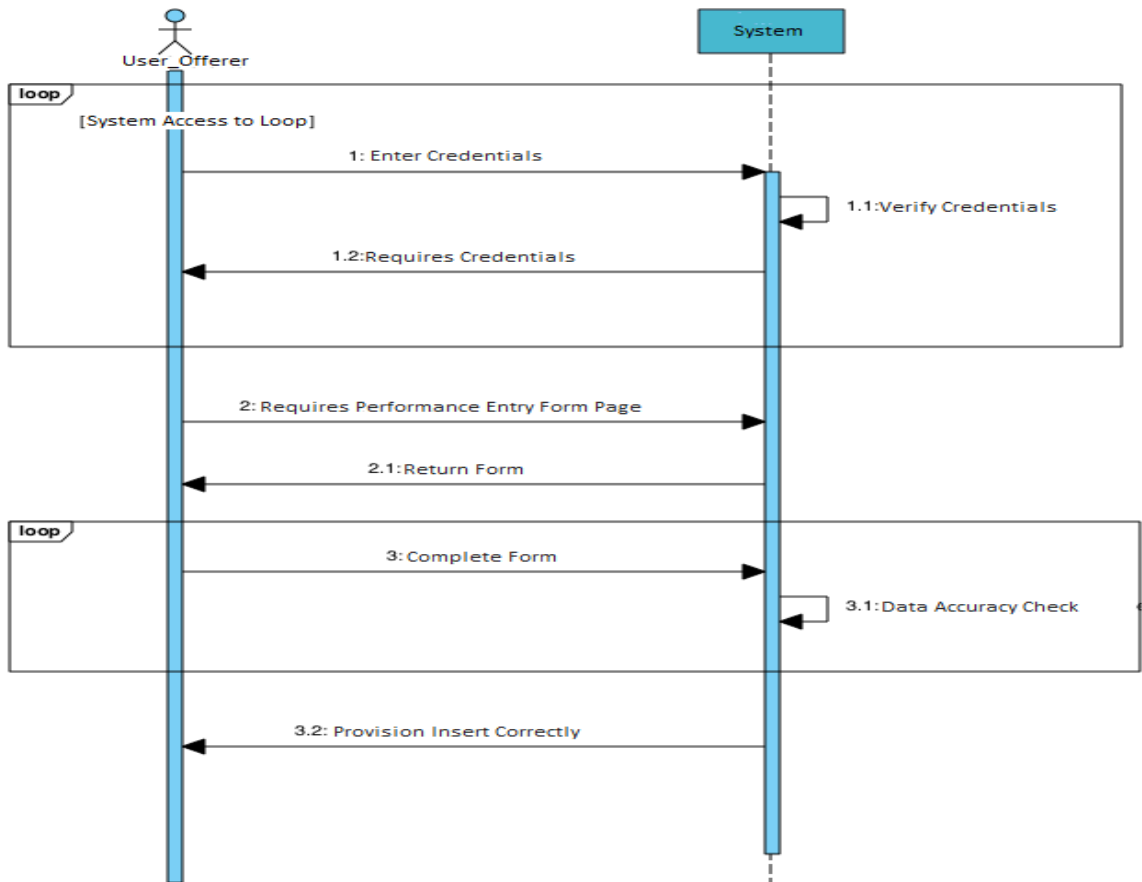 User_Offerer
System
loop
[System Access to Loop]
1: Enter Credentials
1.1:Verify Credentials
1.2:Requires Credentials
2: Requires Performance Entry Form Page
2.1:Return Form
loop
3: Complete Form
3.1:Data Accuracy Check
3.2: Provision Insert Correctly